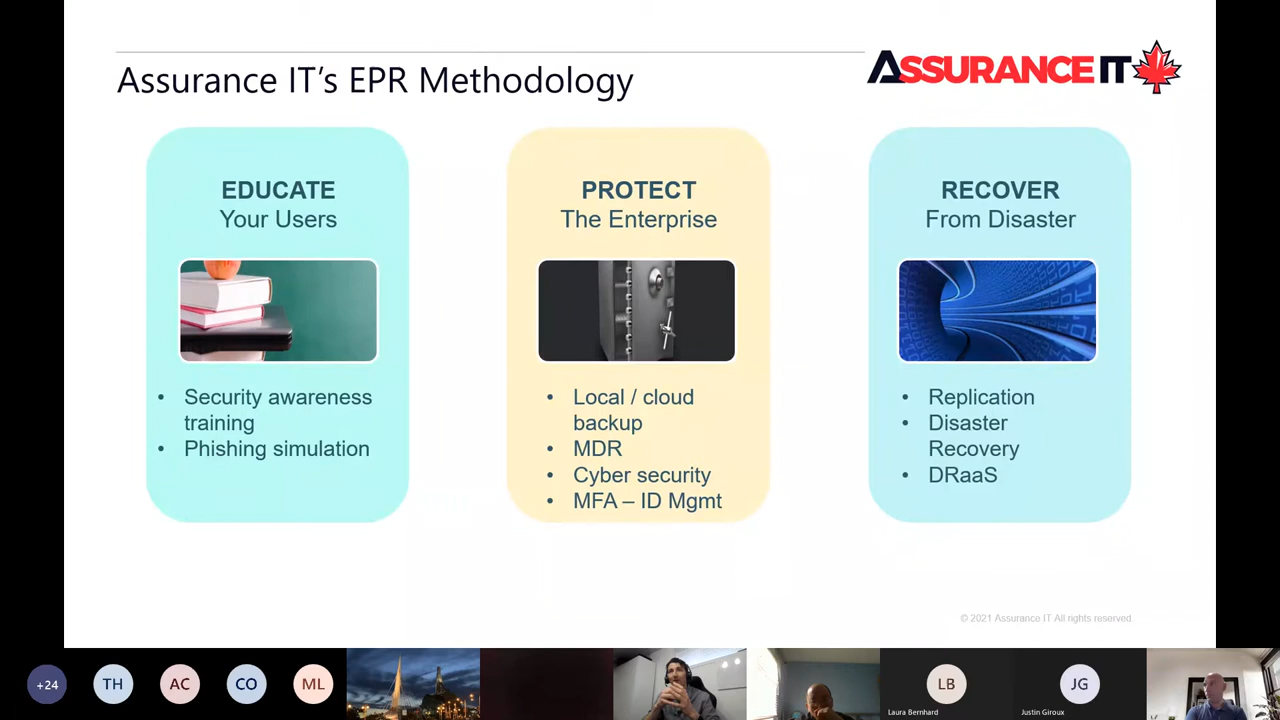 Assurance IT’s EPR Methodology
ASSURANCE IT
EDUCATE
Your Users
• Security awareness
training
• Phishing simulation
PROTECT
The Enterprise
• Local / cloud
backup
• MDR
• Cyber security
• MFA – ID Mgmt
RECOVER
From Disaster
• Replication
• Disaster
Recovery
• DRaaS
© 2021 Assurance IT All rights reserved.
+24
TH
AC
CO
ML
LB
Laura Bernhard
JG
Justin Giroux